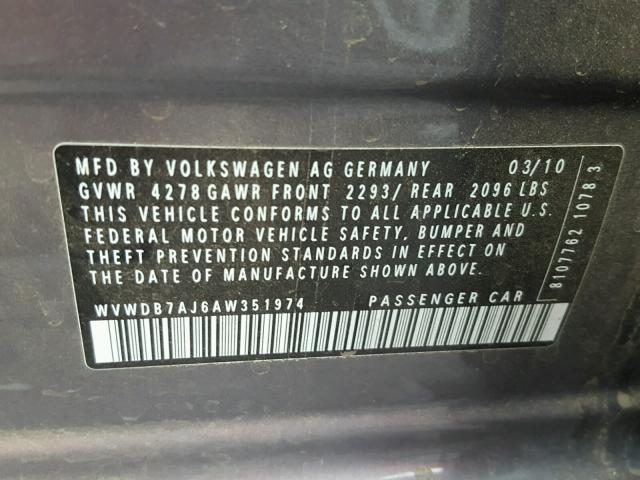 MFD BY VOLKSWAGEN AG GERMANY 03/10
GVWR 4278 GAWR FRONT 2293/ REAR 2096 LBS
THIS VEHICLE CONFORMS TO ALL APPLICABLE U.S.
FEDERAL MOTOR VEHICLE SAFETY, BUMPER AND
THEFT PREVENTION STANDARDS IN EFFECT ON
THE DATE OF MANUFACTURE SHOWN ABOVE.
WVWDB7AJ6AW351974 PASSENGER CAR
8107762 1078 3